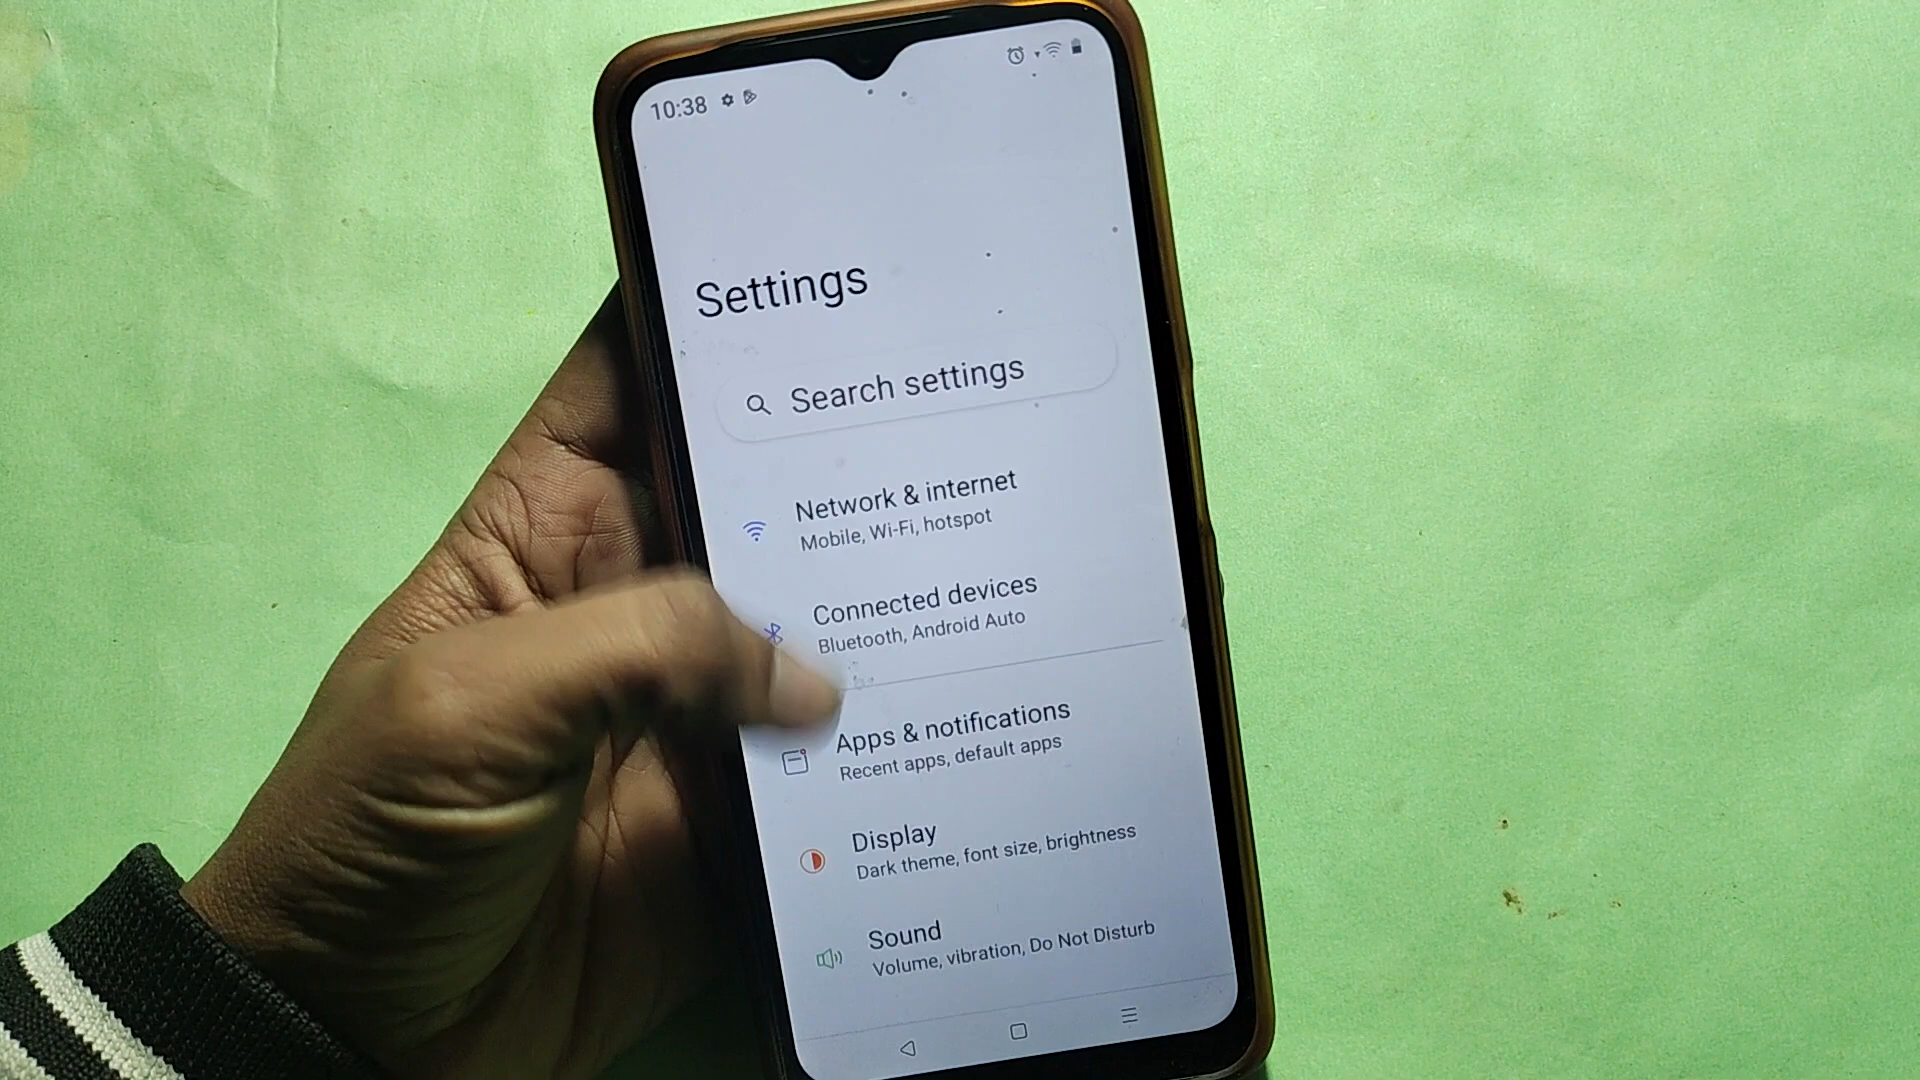 10:38
Settings
Search settings
Network & internet
Mobile, Wi-Fi, hotspot
Connected devices
Bluetooth, Android Auto
Apps & notifications
Recent apps, default apps
Display
Dark theme, font size, brightness
Sound
Volume, vibration, Do Not Disturb